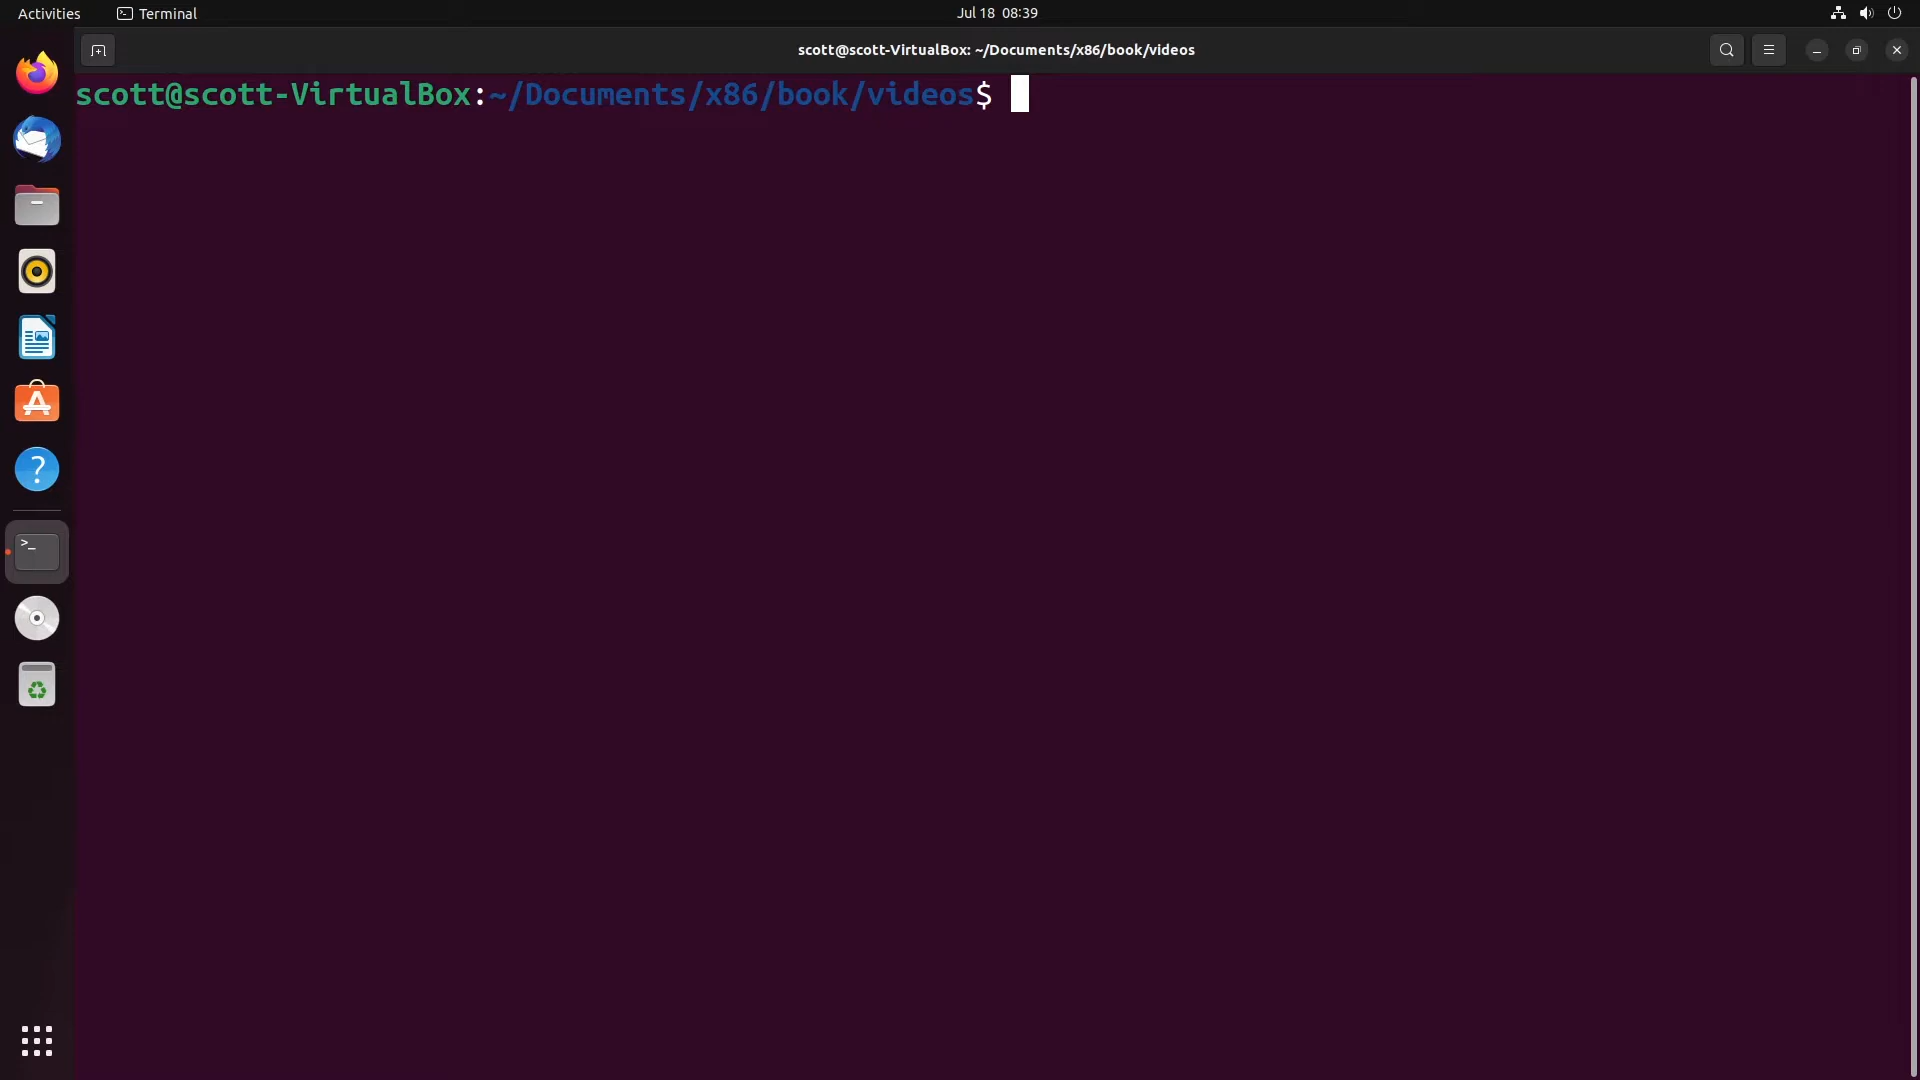 Activities
Terminal
Jul 18 08:39
scott@scott-VirtualBox: ~/Documents/x86/book/videos
scott@scott-VirtualBox:~/Documents/x86/book/videos$